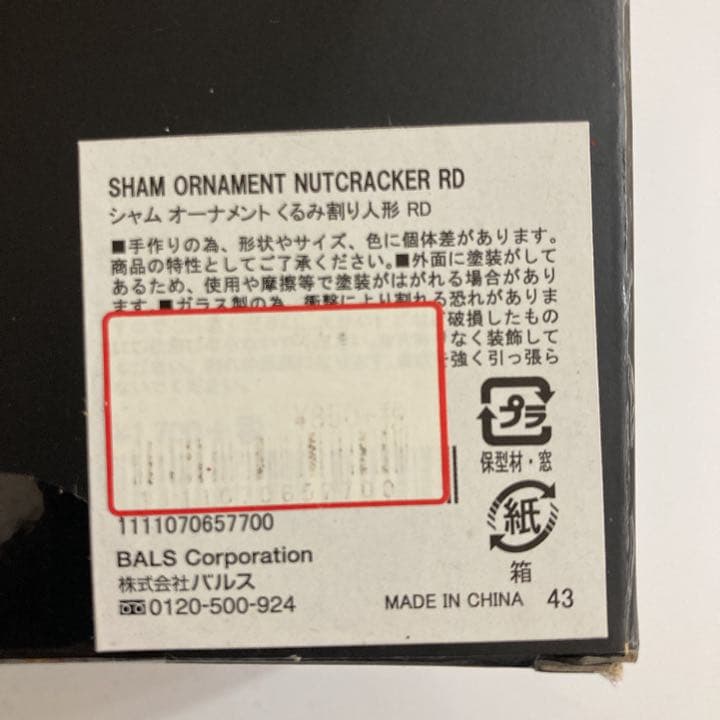 SHAM ORNAMENT NUTCRACKER RD
シャム オーナメント くるみ割り人形 RD
■手作りの為、形状やサイズ、色に個体差があります。
商品の特性としてご了承ください。■外面に塗装がして
あるため、使用や摩擦等で塗装がはがれる場合があり
ます。■ガラス製の為、衝撃により割れる恐れがありま
破損したもの
なく装飾して
強く引っ張ら
プラ
保型材・窓
紙
箱
1111070657700
BALS Corporation
株式会社バルス
0120-500-924
MADE IN CHINA 43